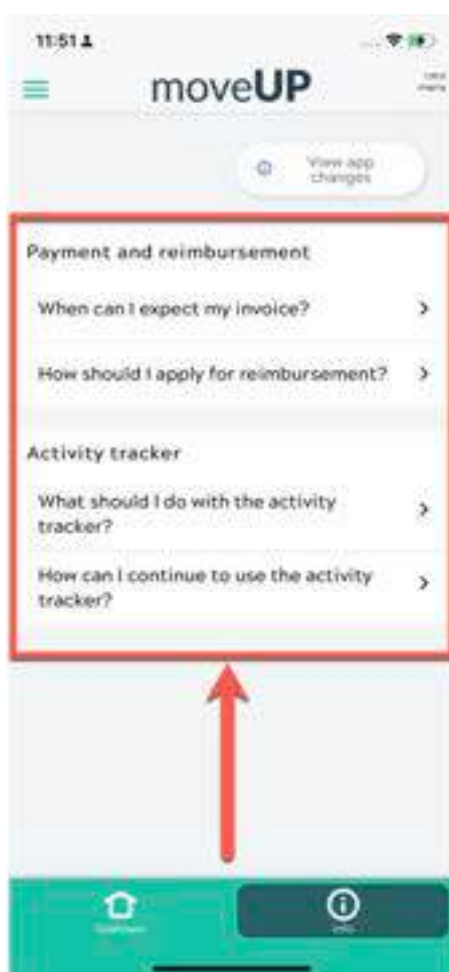 11:51
moveUP
View app
changes
Payment and reimbursement
When can I expect my invoice?
How should I apply for reimbursement?
Activity tracker
What should I do with the activity
tracker?
How can I continue to use the activity
tracker?